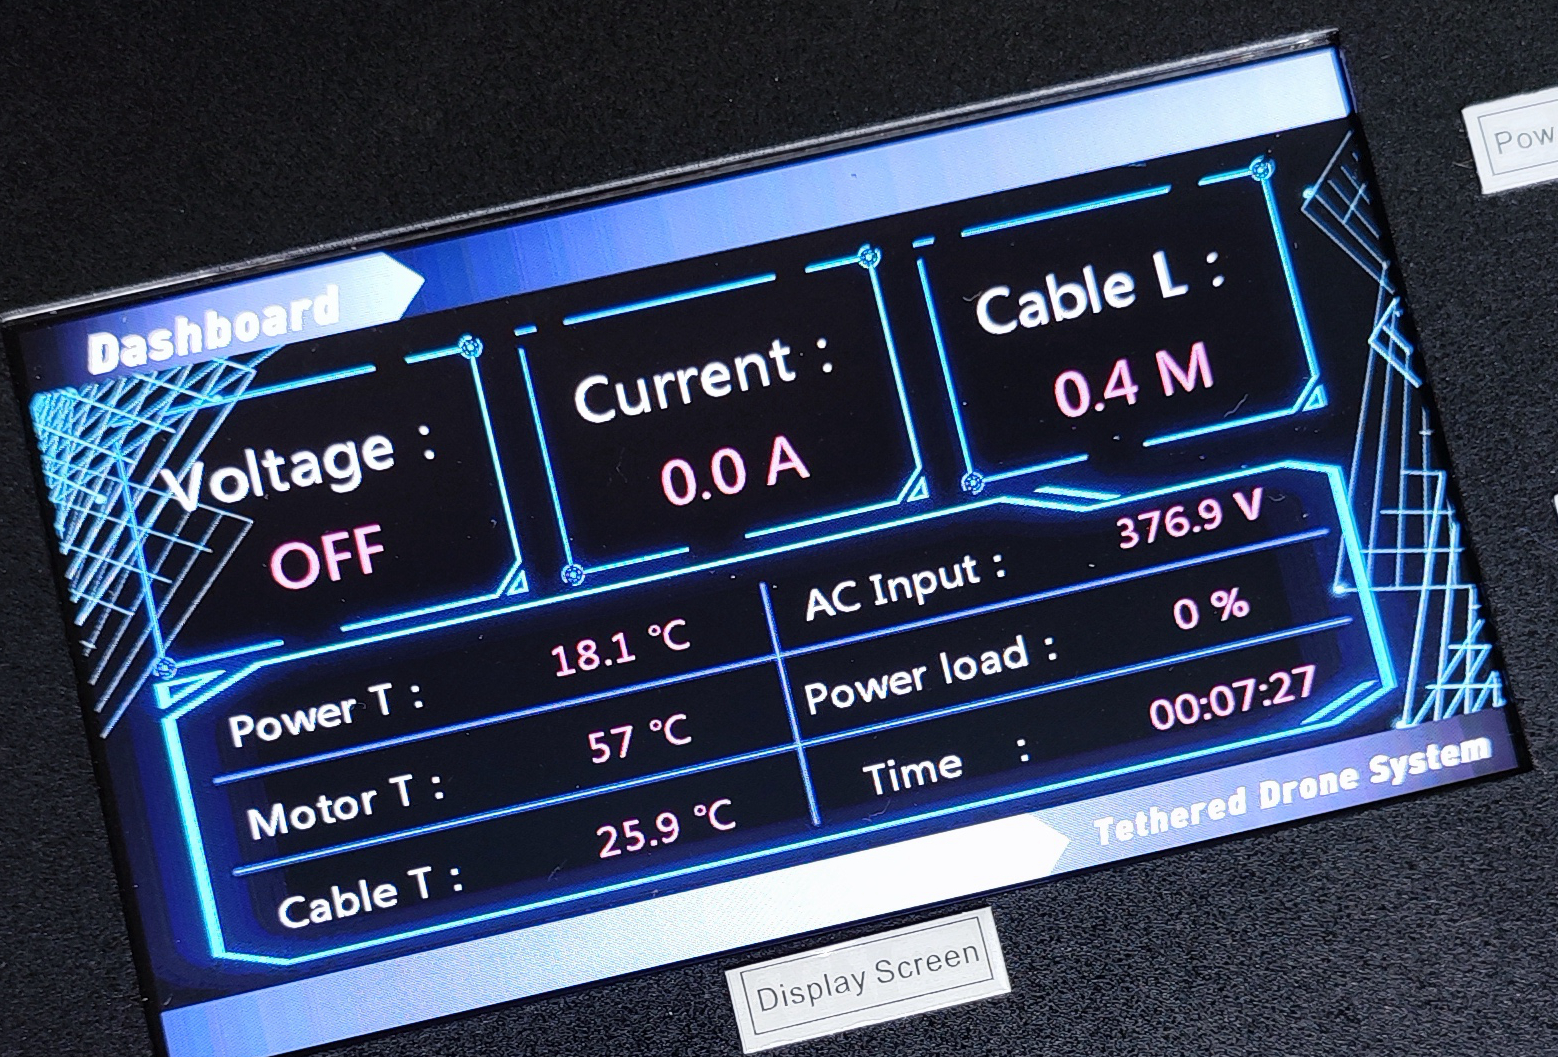 Dashboard
Voltage :
OFF
Current :
0.0 A
Cable L :
0.4 M
Power T : 18.1 ℃
Motor T : 57 ℃
Cable T : 25.9 ℃
AC Input : 376.9 V
Power load : 0 %
Time : 00:07:27
Tethered Drone System
Display Screen
Pow